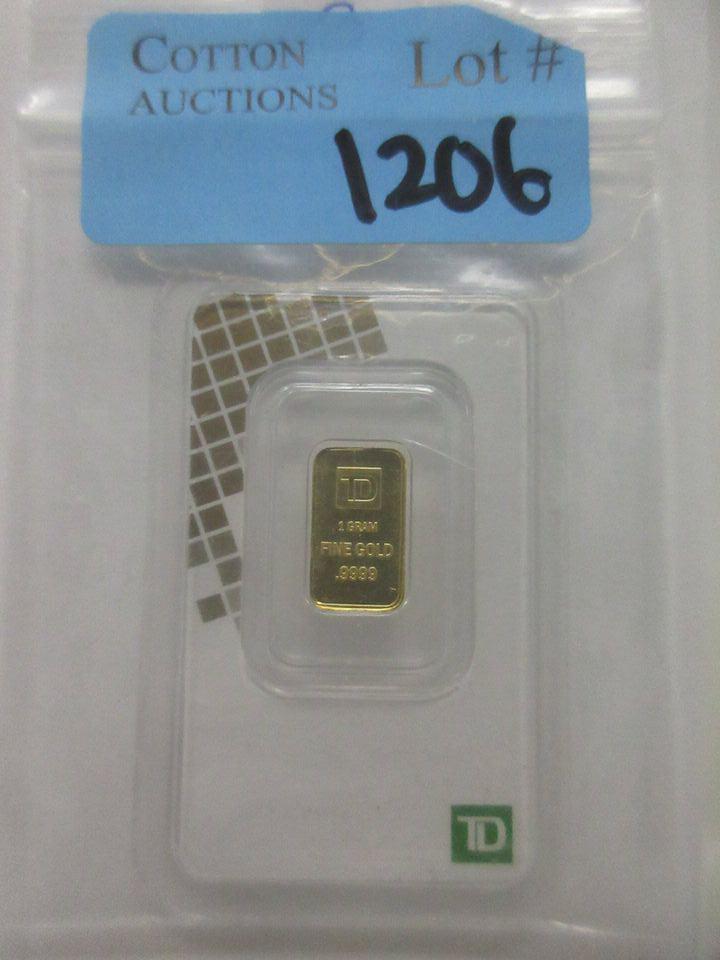 COTTON
AUCTIONS
Lot #
1206
TD
1 GRAM
FINE GOLD
.9999
TD